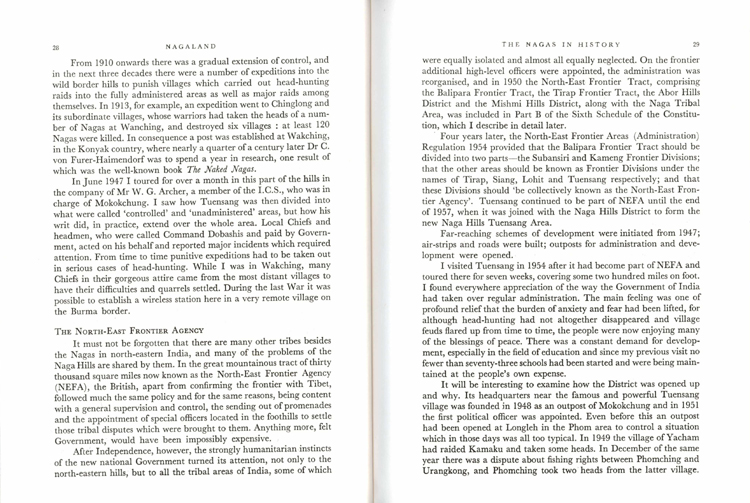 28
NAGALAND
From 1910 onwards there was a gradual extension of control, and
in the next three decades there were a number of expeditions into the
wild border hills to punish villages which carried out head-hunting
raids into the fully administered areas as well as major raids among
themselves. In 1913, for example, an expedition went to Chinglong and
its subordinate villages, whose warriors had taken the heads of a num-
ber of Nagas at Wanching, and destroyed six villages : at least 120
Nagas were killed. In consequence a post was established at Wakching,
in the Konyak country, where nearly a quarter of a century later Dr C.
von Furer-Haimendorf was to spend a year in research, one result of
which was the well-known book The Naked Nagas.
In June 1947 I toured for over a month in this part of the hills in
the company of Mr W. G. Archer, a member of the I.C.S., who was in
charge of Mokokchung. I saw how Tuensang was then divided into
what were called 'controlled' and 'unadministered' areas, but how his
writ did, in practice, extend over the whole area. Local Chiefs and
headmen, who were called Command Dobashis and paid by Govern-
ment, acted on his behalf and reported major incidents which required
attention. From time to time punitive expeditions had to be taken out
in serious cases of head-hunting. While I was in Wakching, many
Chiefs in their gorgeous attire came from the most distant villages to
have their difficulties and quarrels settled. During the last War it was
possible to establish a wireless station here in a very remote village on
the Burma border.
THE NORTH-EAST FRONTIER AGENCY
It must not be forgotten that there are many other tribes besides
the Nagas in north-eastern India, and many of the problems of the
Naga Hills are shared by them. In the great mountainous tract of thirty
thousand square miles now known as the North-East Frontier Agency
(NEFA), the British, apart from confirming the frontier with Tibet,
followed much the same policy and for the same reasons, being content
with a general supervision and control, the sending out of promenades
and the appointment of special officers located in the foothills to settle
those tribal disputes which were brought to them. Anything more, felt
Government, would have been impossibly expensive.
After Independence, however, the strongly humanitarian instincts
of the new national Government turned its attention, not only to the
north-eastern hills, but to all the tribal areas of India, some of which
THE NAGAS IN HISTORY
29
were equally isolated and almost all equally neglected. On the frontier
additional high-level officers were appointed, the administration was
reorganised, and in 1950 the North-East Frontier Tract, comprising
the Balipara Frontier Tract, the Tirap Frontier Tract, the Abor Hills
District and the Mishmi Hills District, along with the Naga Tribal
Area, was included in Part B of the Sixth Schedule of the Constitu-
tion, which I describe in detail later.
Four years later, the North-East Frontier Areas (Administration)
Regulation 1954 provided that the Balipara Frontier Tract should be
divided into two parts—the Subansiri and Kameng Frontier Divisions;
that the other areas should be known as Frontier Divisions under the
names of Tirap, Siang, Lohit and Tuensang respectively; and that
these Divisions should 'be collectively known as the North-East Fron-
tier Agency'. Tuensang continued to be part of NEFA until the end
of 1957, when it was joined with the Naga Hills District to form the
new Naga Hills Tuensang Area.
Far-reaching schemes of development were initiated from 1947;
air-strips and roads were built; outposts for administration and deve-
lopment were opened.
I visited Tuensang in 1954 after it had become part of NEFA and
toured there for seven weeks, covering some two hundred miles on foot.
I found everywhere appreciation of the way the Government of India
had taken over regular administration. The main feeling was one of
profound relief that the burden of anxiety and fear had been lifted, for
although head-hunting had not altogether disappeared and village
feuds flared up from time to time, the people were now enjoying many
of the blessings of peace. There was a constant demand for develop-
ment, especially in the field of education and since my previous visit no
fewer than seventy-three schools had been started and were being main-
tained at the people's own expense.
It will be interesting to examine how the District was opened up
and why. Its headquarters near the famous and powerful Tuensang
village was founded in 1948 as an outpost of Mokokchung and in 1951
the first political officer was appointed. Even before this an outpost
had been opened at Longleh in the Phom area to control a situation
which in those days was all too typical. In 1949 the village of Yacham
had raided Kamaku and taken some heads. In December of the same
year there was a dispute about fishing rights between Phomching and
Urangkong, and Phomching took two heads from the latter village.